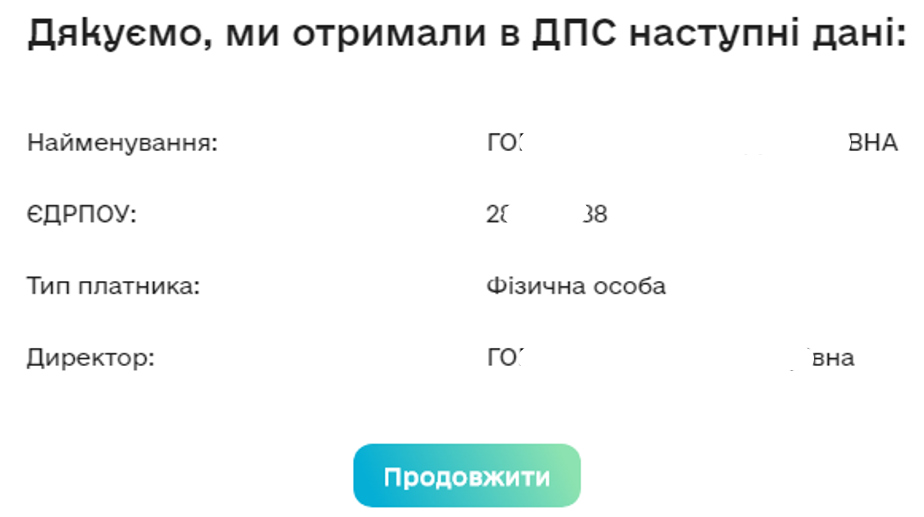 Дякуємо, ми отримали в ДПС наступні дані:
Найменування:
ЄДРПОУ:
Тип платника: Фізична особа
Директор:
Продовжити